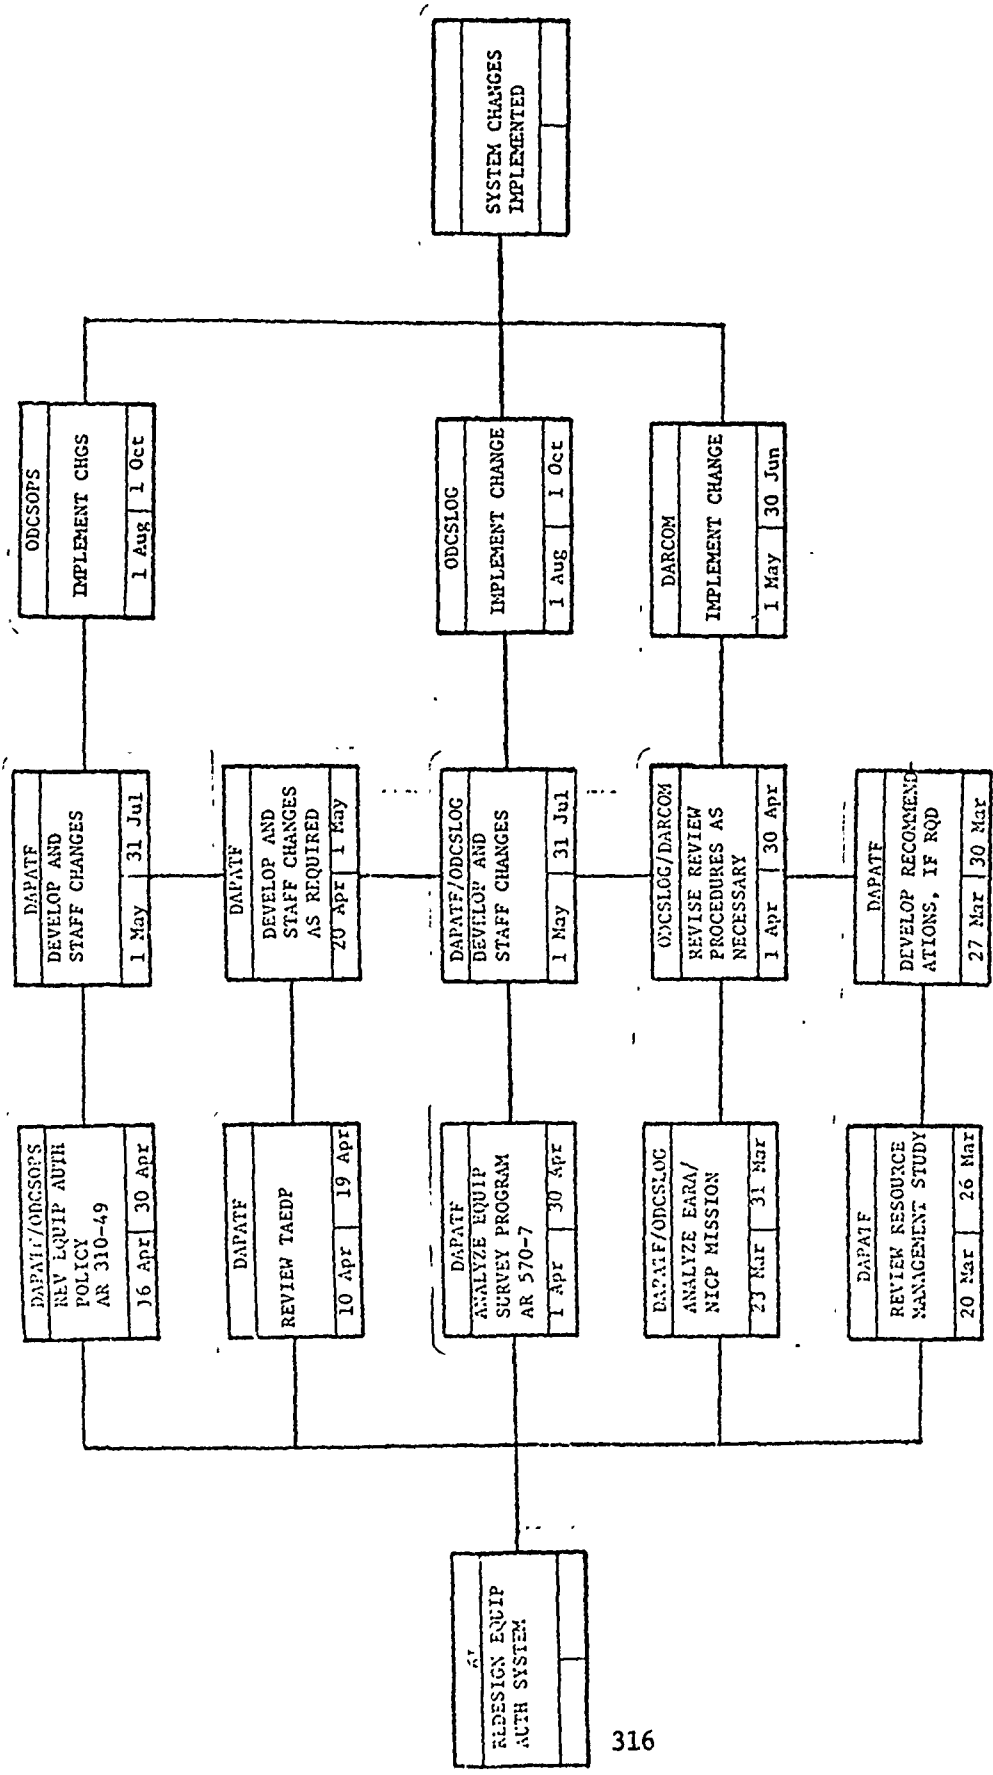 REDESIGN EQUIP
AUTH SYSTEM
DAPATF/ODCSOPS
REV EQUIP AUTH
POLICY
AR 310-49
16 Apr 30 Apr
DAPATF
REVIEW TAEDP
10 Apr 19 Apr
DAPATF
ANALYZE EQUIP
SURVEY PROGRAM
AR 570-7
1 Apr 30 Apr
DAPATF/ODCSLOG
ANALYZE EARA/
NICP MISSION
23 Mar 31 Mar
DAPATF
REVIEW RESOURCE
MANAGEMENT STUDY
20 Mar 26 Mar
DAPATF
DEVELOP AND
STAFF CHANGES
1 May 31 Jul
DAPATF
DEVELOP AND
STAFF CHANGES
AS REQUIRED
20 Apr 1 May
DAPATF/ODCSLOG
DEVELOP AND
STAFF CHANGES
1 May 31 Jul
ODCSLOG/DARCOM
REVISE REVIEW
PROCEDURES AS
NECESSARY
1 Apr 30 Apr
DAPATF
DEVELOP RECOMMEND
ATIONS, IF RQD
27 Mar 30 Mar
ODCSOPS
IMPLEMENT CHGS
1 Aug 1 Oct
ODCSLOG
IMPLEMENT CHANGE
1 Aug 1 Oct
DARCOM
IMPLEMENT CHANGE
1 May 30 Jun
SYSTEM CHANGES
IMPLEMENTED
316